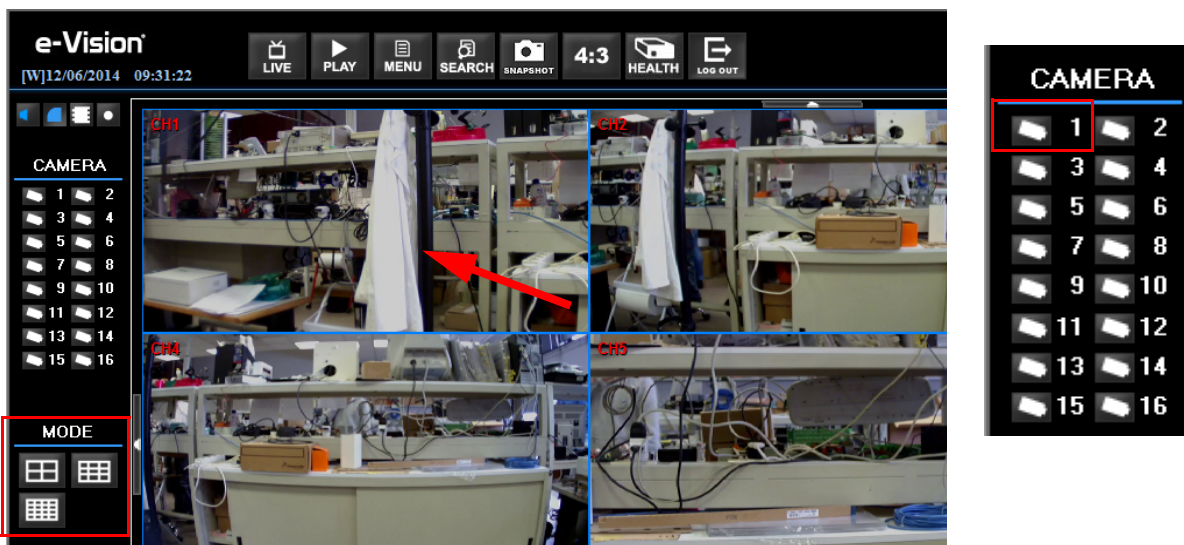 e-Vision
[W]12/06/2014 09:31:22
LIVE PLAY MENU SEARCH SNAPSHOT 4:3 HEALTH LOG OUT
CH1 CH2
CAMERA
1 2
3 4
5 6
7 8
9 10
11 12
13 14
15 16
CH4 CH5
MODE
CAMERA
1 2
3 4
5 6
7 8
9 10
11 12
13 14
15 16